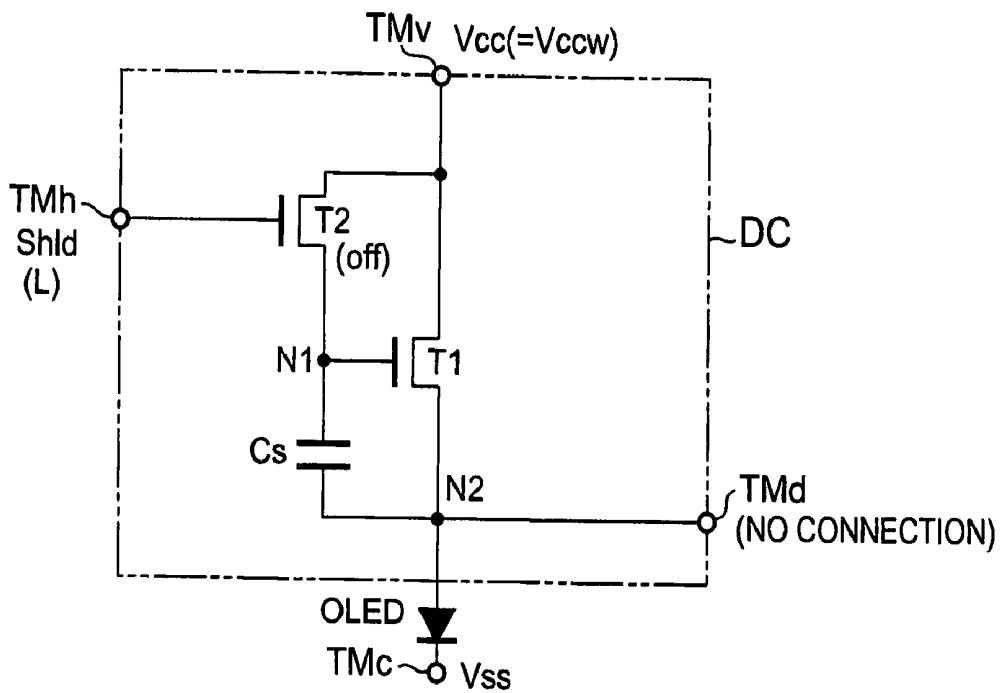 TMv
Vcc(=Vccw)
TMh
Shld
(L)
T2
(off)
DC
N1
T1
Cs
N2
TMd
(NO CONNECTION)
OLED
TMc
Vss